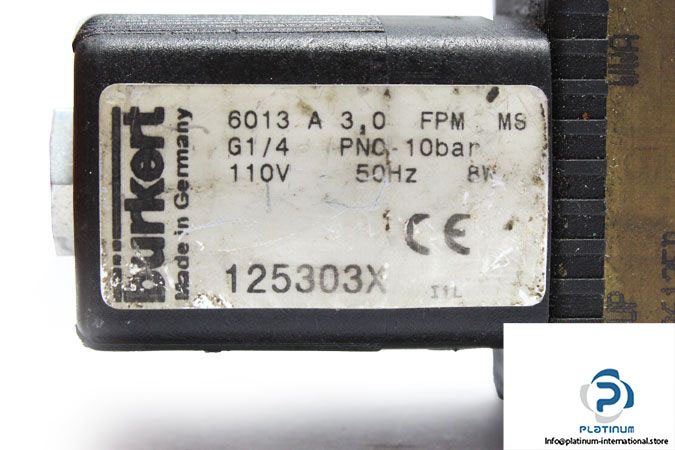 bürkert
Made in Germany
6013 A 3,0 FPM MS
G1/4 PN0-10bar
110V 50Hz 8W
CE
125303X
PLATINUM
Info@platinum-international.store